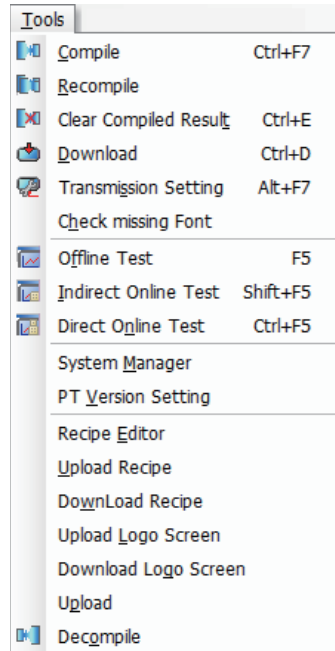 Tools
Compile Ctrl+F7
Recompile
Clear Compiled Result Ctrl+E
Download Ctrl+D
Transmission Setting Alt+F7
Check missing Font
Offline Test F5
Indirect Online Test Shift+F5
Direct Online Test Ctrl+F5
System Manager
PT Version Setting
Recipe Editor
Upload Recipe
DownLoad Recipe
Upload Logo Screen
Download Logo Screen
Upload
Decompile